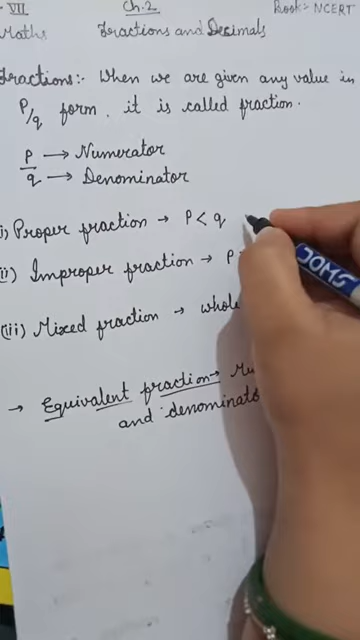 - VII Ch.2 Book:- NCERT
Maths Fractions and Decimals
Fractions:- When we are given any value in
P/q form. it is called fraction.
P → Numerator
q → Denominator
i) Proper fraction → P < q
(ii) Improper fraction → P
(iii) Mixed fraction → whole
→ Equivalent fraction →
and denominato
DOMS